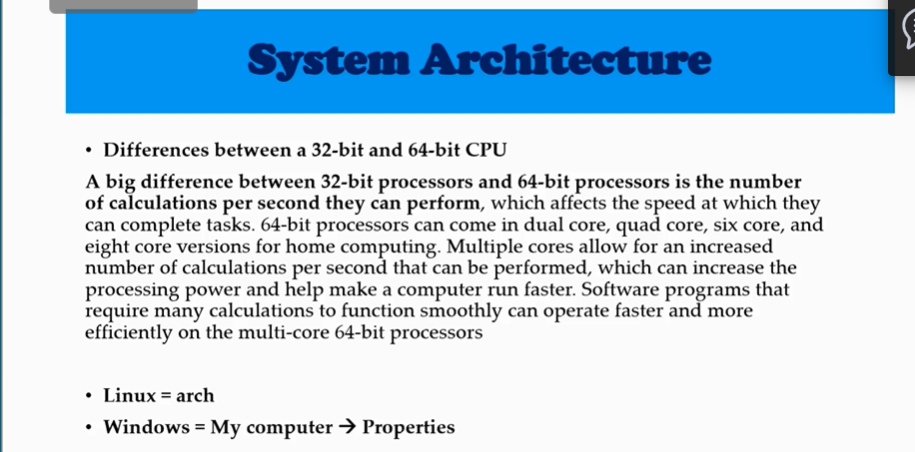 System Architecture
• Differences between a 32-bit and 64-bit CPU
A big difference between 32-bit processors and 64-bit processors is the number
of calculations per second they can perform, which affects the speed at which they
can complete tasks. 64-bit processors can come in dual core, quad core, six core, and
eight core versions for home computing. Multiple cores allow for an increased
number of calculations per second that can be performed, which can increase the
processing power and help make a computer run faster. Software programs that
require many calculations to function smoothly can operate faster and more
efficiently on the multi-core 64-bit processors
• Linux = arch
• Windows = My computer → Properties